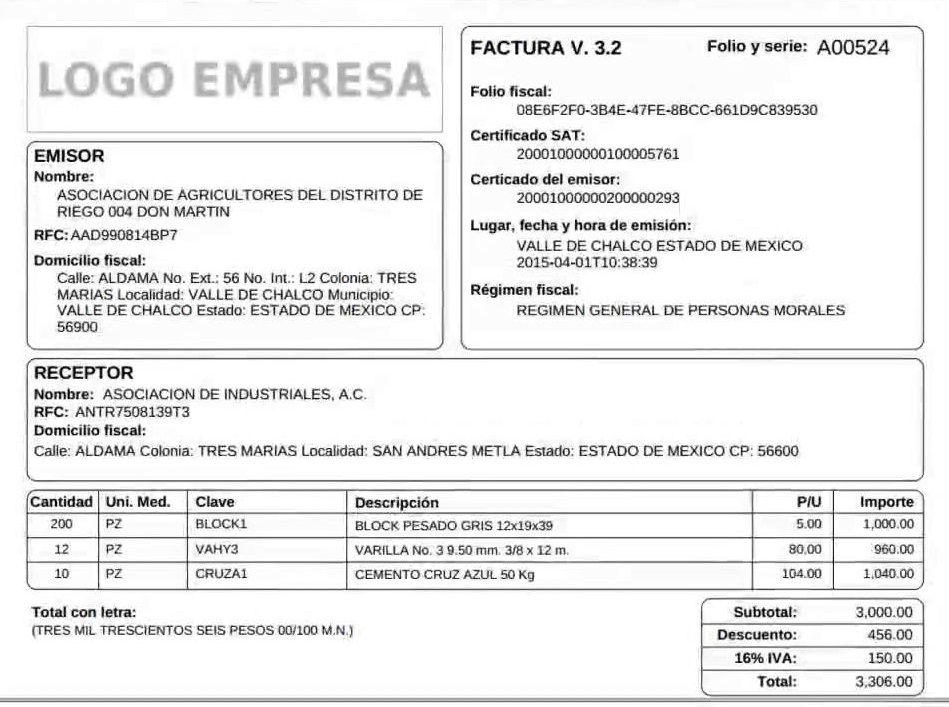 LOGO EMPRESA
FACTURA V. 3.2 Folio y serie: A00524
Folio fiscal:
08E6F2F0-3B4E-47FE-8BCC-661D9C839530
Certificado SAT:
20001000000100005761
Certicado del emisor:
20001000000200000293
Lugar, fecha y hora de emisión:
VALLE DE CHALCO ESTADO DE MEXICO
2015-04-01T10:38:39
Régimen fiscal:
REGIMEN GENERAL DE PERSONAS MORALES
EMISOR
Nombre:
ASOCIACION DE AGRICULTORES DEL DISTRITO DE
RIEGO 004 DON MARTIN
RFC: AAD990814BP7
Domicilio fiscal:
Calle: ALDAMA No. Ext.: 56 No. Int.: L2 Colonia: TRES
MARIAS Localidad: VALLE DE CHALCO Municipio:
VALLE DE CHALCO Estado: ESTADO DE MEXICO CP:
56900
RECEPTOR
Nombre: ASOCIACION DE INDUSTRIALES, A.C.
RFC: ANTR7508139T3
Domicilio fiscal:
Calle: ALDAMA Colonia: TRES MARIAS Localidad: SAN ANDRES METLA Estado: ESTADO DE MEXICO CP: 56600
Cantidad Uni. Med. Clave Descripción P/U Importe
200 PZ BLOCK1 BLOCK PESADO GRIS 12x19x39 5.00 1,000.00
12 PZ VAHY3 VARILLA No. 3 9.50 mm. 3/8 x 12 m. 80.00 960.00
10 PZ CRUZA1 CEMENTO CRUZ AZUL 50 Kg 104.00 1,040.00
Total con letra:
(TRES MIL TRESCIENTOS SEIS PESOS 00/100 M.N.)
Subtotal: 3,000.00
Descuento: 456.00
16% IVA: 150.00
Total: 3,306.00